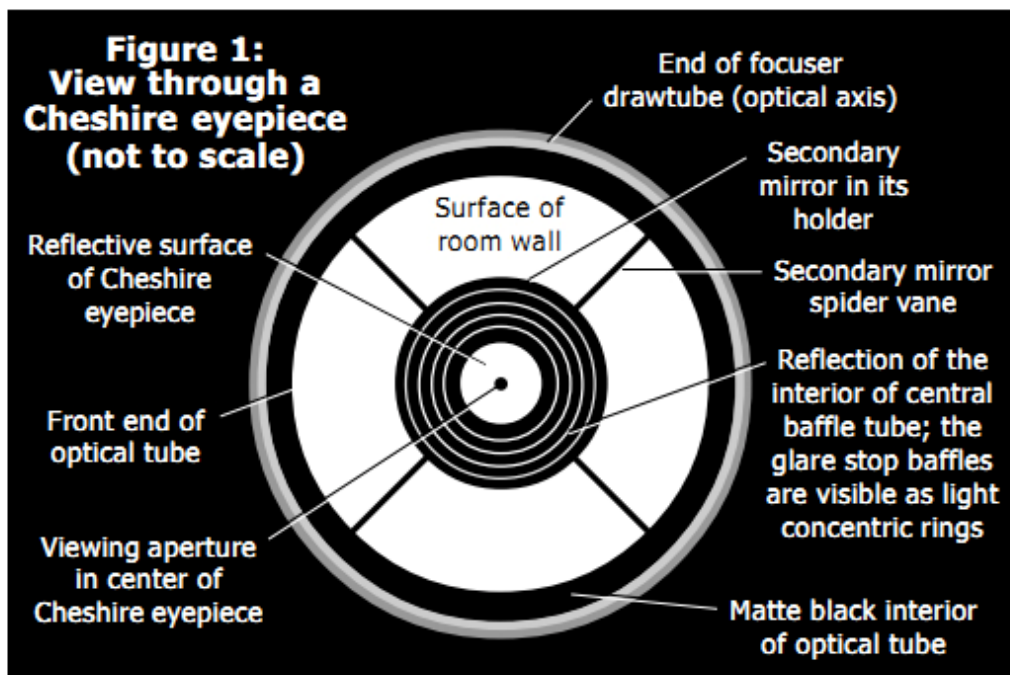 Figure 1:
View through a
Cheshire eyepiece
(not to scale)
End of focuser
drawtube (optical axis)
Secondary
mirror in its
holder
Surface of
room wall
Reflective surface
of Cheshire
eyepiece
Secondary mirror
spider vane
Reflection of the
interior of central
baffle tube; the
glare stop baffles
are visible as light
concentric rings
Front end of
optical tube
Viewing aperture
in center of
Cheshire eyepiece
Matte black interior
of optical tube